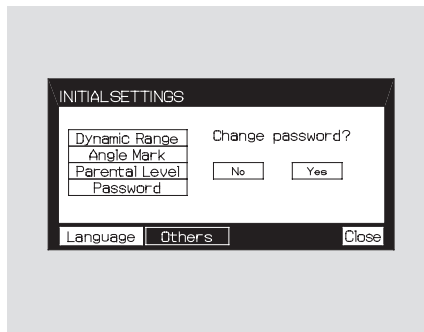 INITIALSETTINGS
Dynamic Range
Angle Mark
Parental Level
Password
Change password?
No Yes
Language Others Close